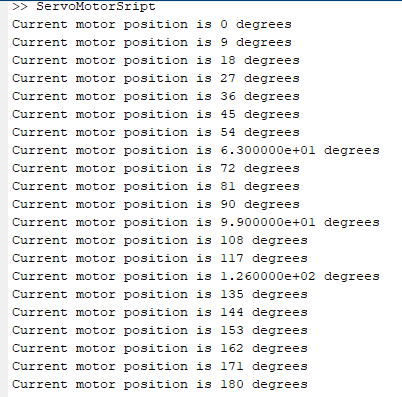 >> ServoMotorSript
Current motor position is 0 degrees
Current motor position is 9 degrees
Current motor position is 18 degrees
Current motor position is 27 degrees
Current motor position is 36 degrees
Current motor position is 45 degrees
Current motor position is 54 degrees
Current motor position is 6.300000e+01 degrees
Current motor position is 72 degrees
Current motor position is 81 degrees
Current motor position is 90 degrees
Current motor position is 9.900000e+01 degrees
Current motor position is 108 degrees
Current motor position is 117 degrees
Current motor position is 1.260000e+02 degrees
Current motor position is 135 degrees
Current motor position is 144 degrees
Current motor position is 153 degrees
Current motor position is 162 degrees
Current motor position is 171 degrees
Current motor position is 180 degrees